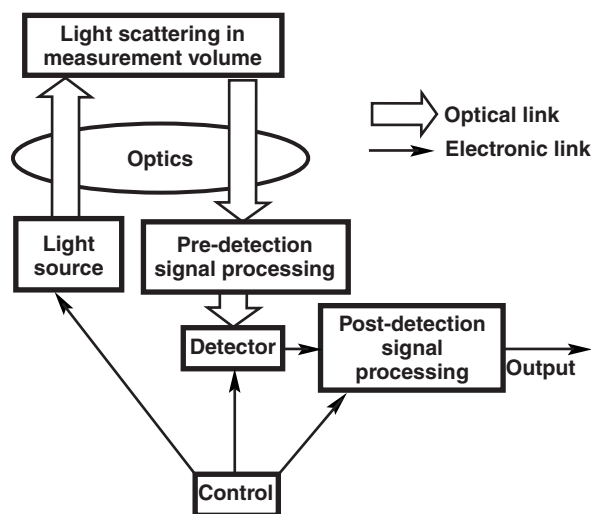 Light scattering in
measurement volume
Optical link
Electronic link
Optics
Light
source
Pre-detection
signal processing
Detector
Post-detection
signal
processing
Output
Control